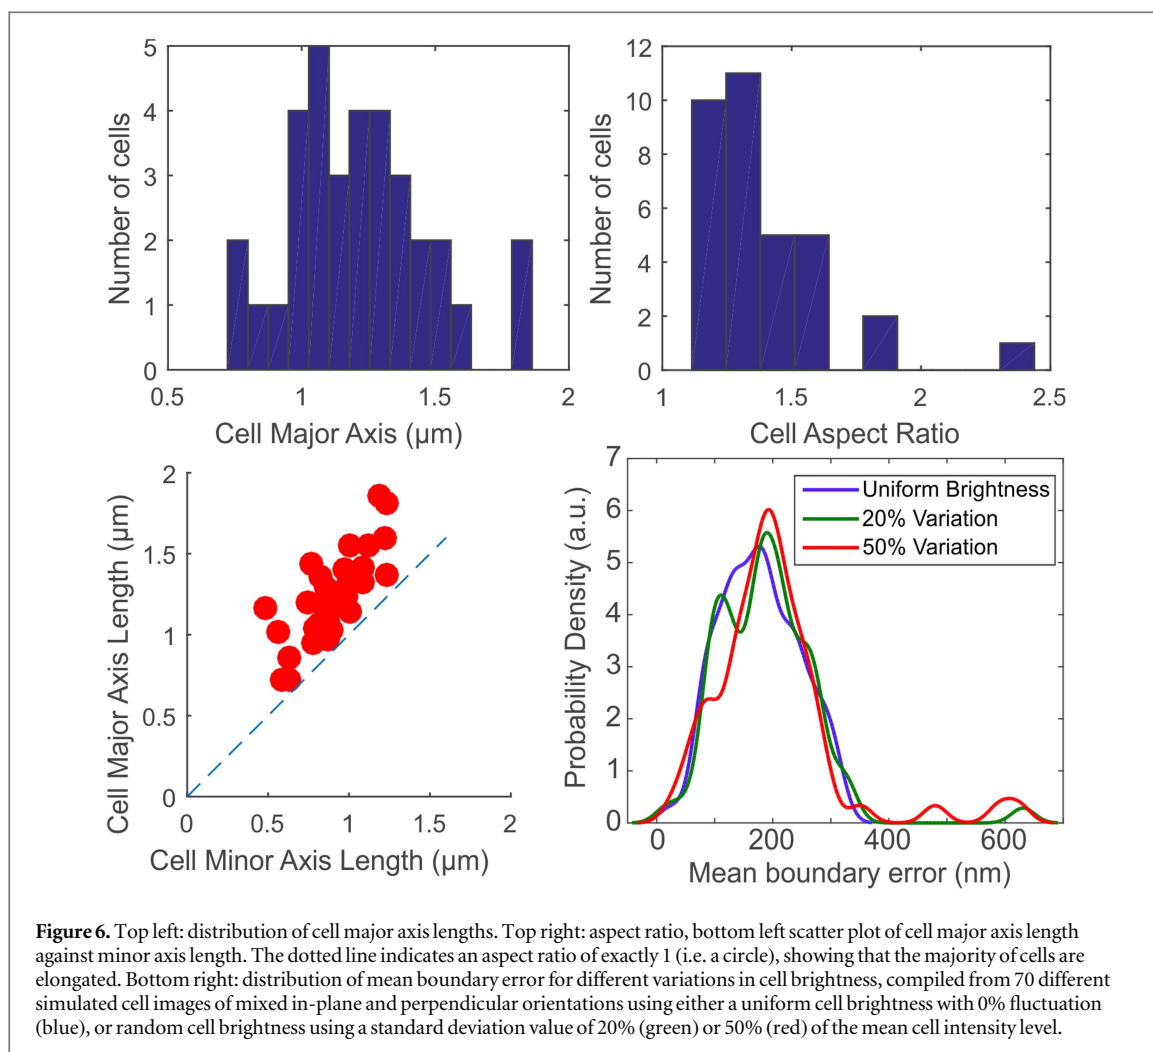 5
4
3
2
1
0
0.5
1
1.5
2
Number of cells
Cell Major Axis (μm)
12
10
8
6
4
2
0
1
1.5
2
2.5
Number of cells
Cell Aspect Ratio
2
1.5
1
0.5
0
0
0.5
1
1.5
2
Cell Major Axis Length (μm)
Cell Minor Axis Length (μm)
7
6
5
4
3
2
1
0
0
200
400
600
Probability Density (a.u.)
Mean boundary error (nm)
Uniform Brightness
20% Variation
50% Variation
Figure 6. Top left: distribution of cell major axis lengths. Top right: aspect ratio, bottom left scatter plot of cell major axis length
against minor axis length. The dotted line indicates an aspect ratio of exactly 1 (i.e. a circle), showing that the majority of cells are
elongated. Bottom right: distribution of mean boundary error for different variations in cell brightness, compiled from 70 different
simulated cell images of mixed in-plane and perpendicular orientations using either a uniform cell brightness with 0% fluctuation
(blue), or random cell brightness using a standard deviation value of 20% (green) or 50% (red) of the mean cell intensity level.